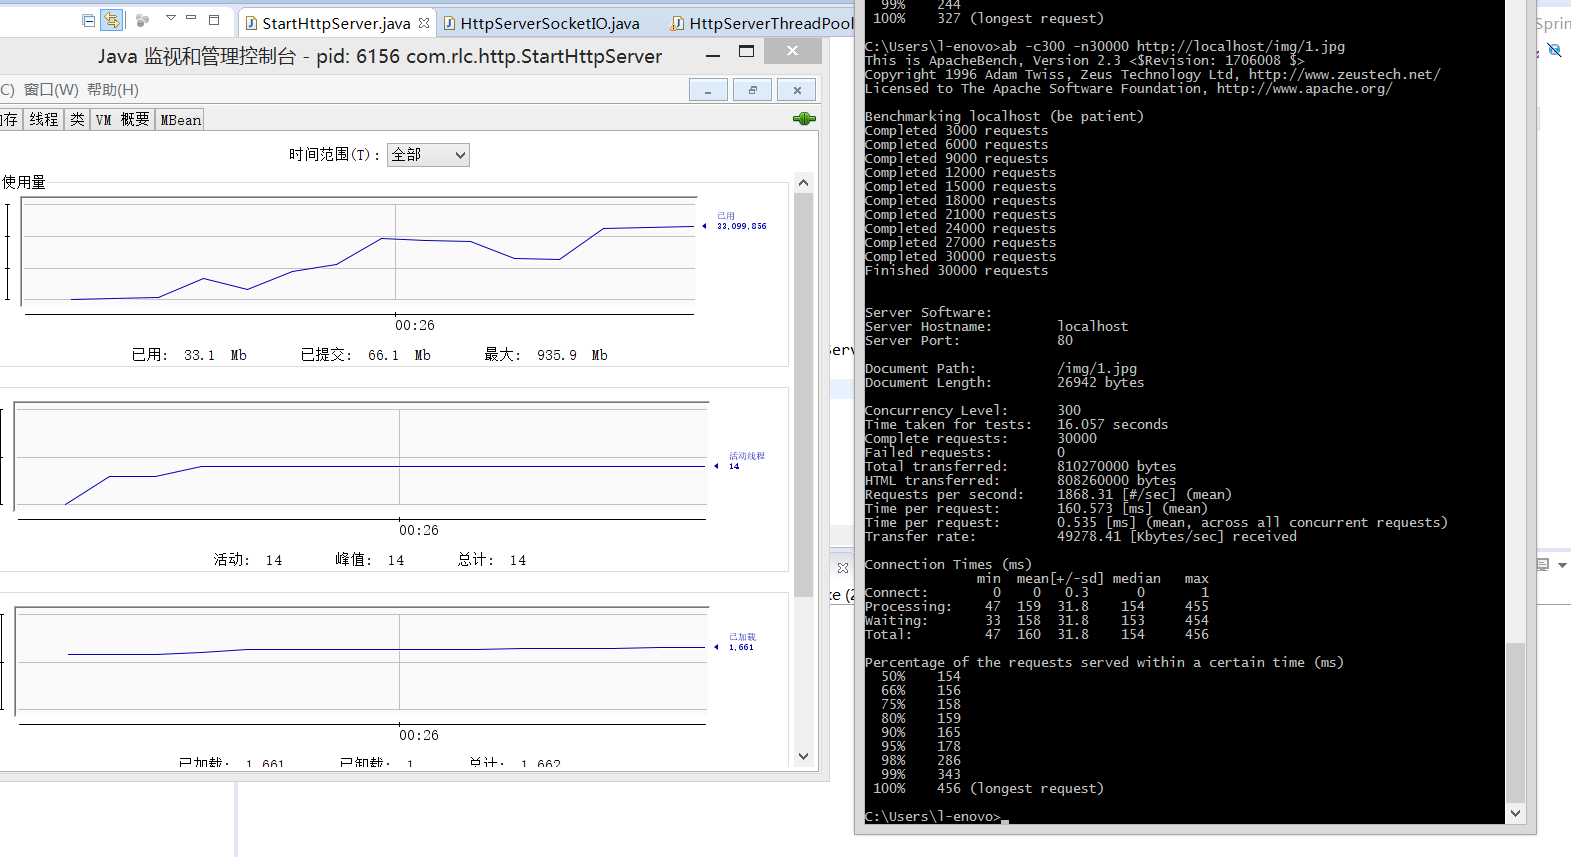 StartHttpServer.java
HttpServerSocketIO.java
HttpServerThreadPool
Java 监视和管理控制台 - pid: 6156 com.rlc.http.StartHttpServer
C) 窗口(W) 帮助(H)
存 线程 类 VM 概要 MBean
时间范围(T): 全部
使用量
已用
33,099,856
00:26
已用: 33.1 Mb 已提交: 66.1 Mb 最大: 935.9 Mb
活动线程
14
00:26
活动: 14 峰值: 14 总计: 14
已加载
1,661
00:26
已加载: 1,661 已卸载: 1 总计: 1,662
99% 244
100% 327 (longest request)
C:\Users\l-enovo>ab -c300 -n30000 http://localhost/img/1.jpg
This is ApacheBench, Version 2.3 <$Revision: 1706008 $>
Copyright 1996 Adam Twiss, Zeus Technology Ltd, http://www.zeustech.net/
Licensed to The Apache Software Foundation, http://www.apache.org/
Benchmarking localhost (be patient)
Completed 3000 requests
Completed 6000 requests
Completed 9000 requests
Completed 12000 requests
Completed 15000 requests
Completed 18000 requests
Completed 21000 requests
Completed 24000 requests
Completed 27000 requests
Completed 30000 requests
Finished 30000 requests
Server Software:
Server Hostname: localhost
Server Port: 80
Document Path: /img/1.jpg
Document Length: 26942 bytes
Concurrency Level: 300
Time taken for tests: 16.057 seconds
Complete requests: 30000
Failed requests: 0
Total transferred: 810270000 bytes
HTML transferred: 808260000 bytes
Requests per second: 1868.31 [#/sec] (mean)
Time per request: 160.573 [ms] (mean)
Time per request: 0.535 [ms] (mean, across all concurrent requests)
Transfer rate: 49278.41 [Kbytes/sec] received
Connection Times (ms)
min mean[+/-sd] median max
Connect: 0 0 0.3 0 1
Processing: 47 159 31.8 154 455
Waiting: 33 158 31.8 153 454
Total: 47 160 31.8 154 456
Percentage of the requests served within a certain time (ms)
50% 154
66% 156
75% 158
80% 159
90% 165
95% 178
98% 286
99% 343
100% 456 (longest request)
C:\Users\l-enovo>_
Sprin
Serv
ke (2